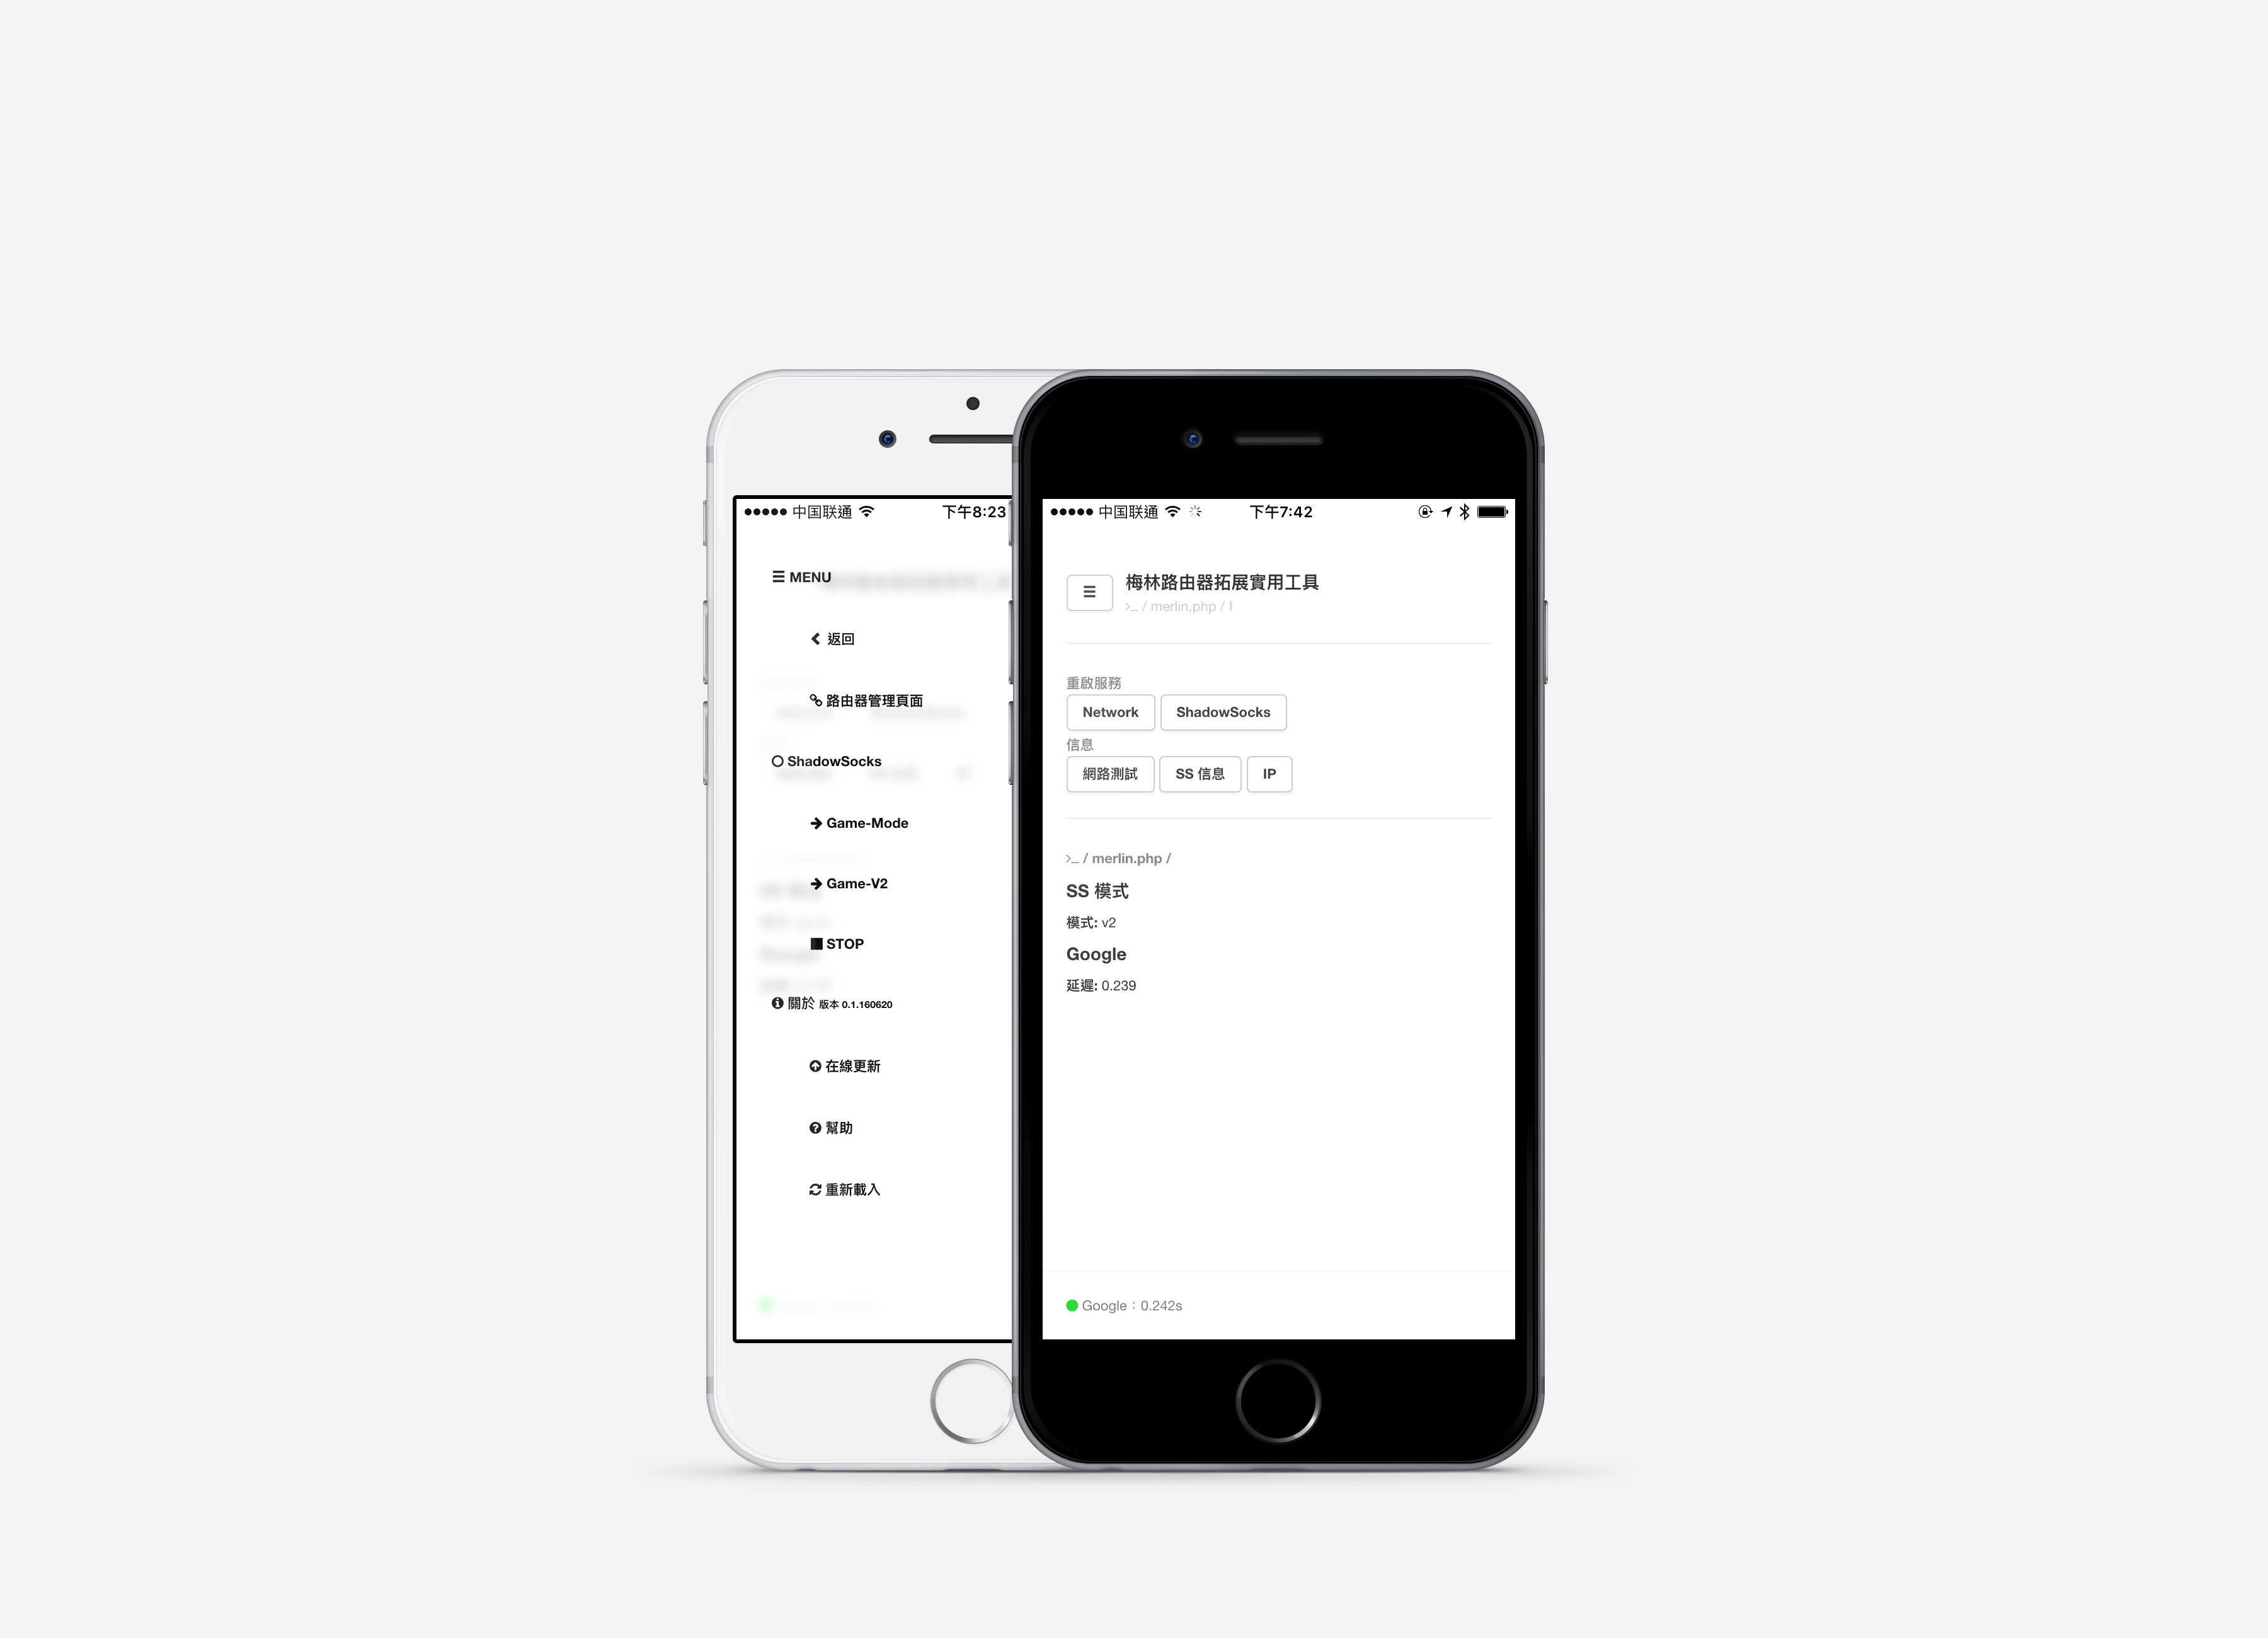 中国联通
下午8:23
MENU
返回
路由器管理頁面
ShadowSocks
Game-Mode
Game-V2
STOP
關於 版本 0.1.160620
在線更新
幫助
重新載入
中国联通
下午7:42
梅林路由器拓展實用工具
>_ / merlin.php / I
重啟服務
Network ShadowSocks
信息
網路測試 SS 信息 IP
>_ / merlin.php /
SS 模式
模式: v2
Google
延遲: 0.239
Google：0.242s